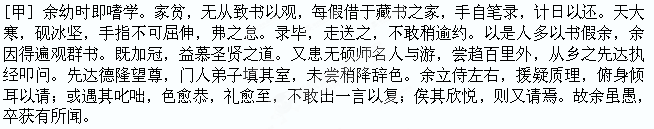 [甲] 余幼时即嗜学。家贫，无从致书以观，每假借于藏书之家，手自笔录，计日以还。天大
寒，砚冰坚，手指不可屈伸，弗之怠。录毕，走送之，不敢稍逾约。以是人多以书假余，余
因得遍观群书。既加冠，益慕圣贤之道。又患无硕师名人与游，尝趋百里外，从乡之先达执
经叩问。先达德隆望尊，门人弟子填其室，未尝稍降辞色。余立侍左右，援疑质理，俯身倾
耳以请；或遇其叱咄，色愈恭，礼愈至，不敢出一言以复；俟其欣悦，则又请焉。故余虽愚，
卒获有所闻。